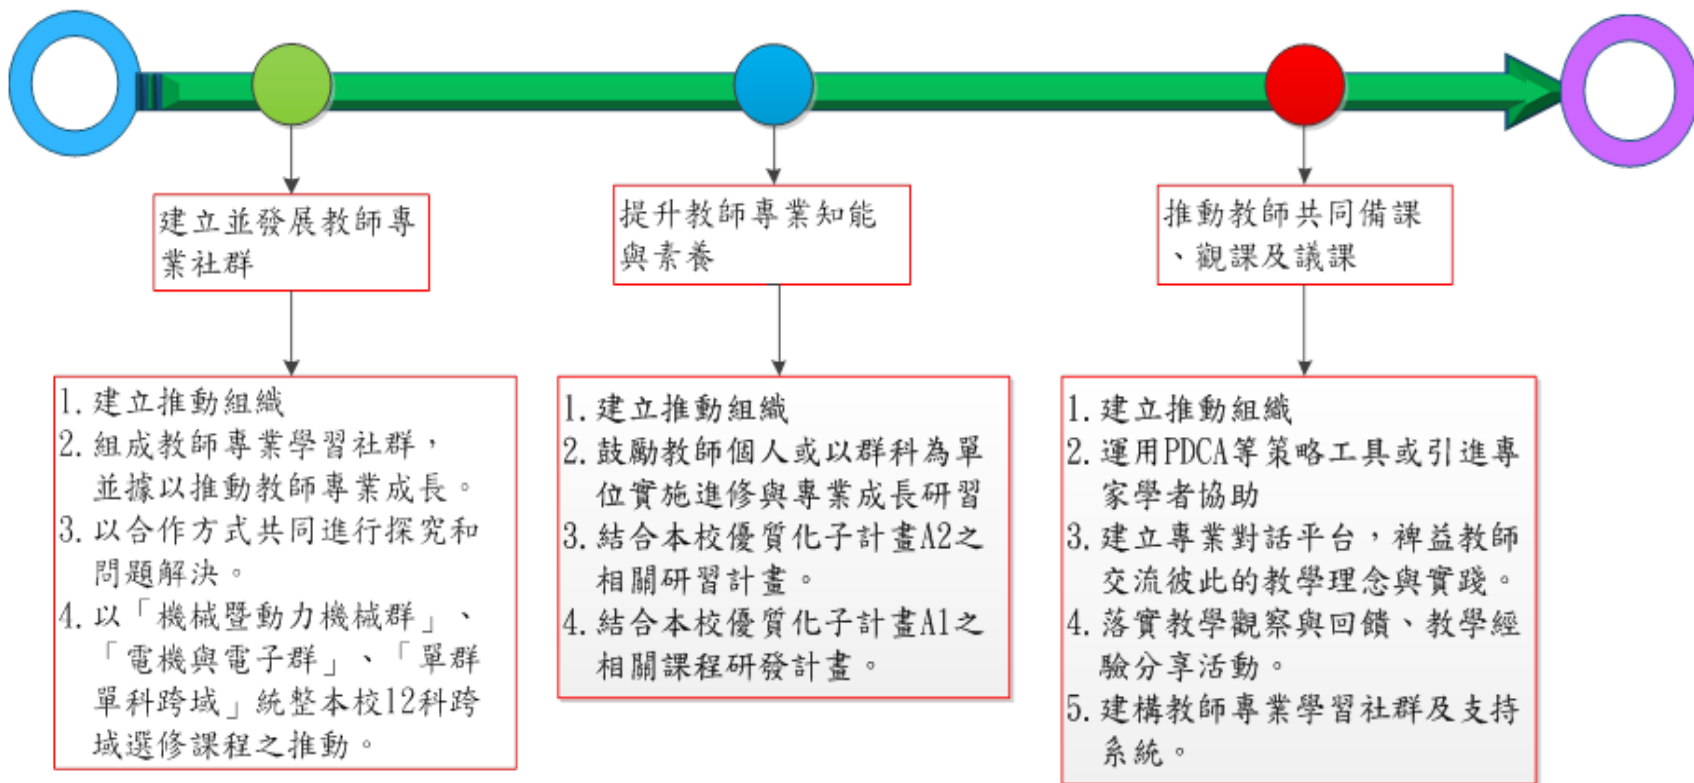 建立並發展教師專
業社群
提升教師專業知能
與素養
推動教師共同備課
、觀課及議課
1. 建立推動組織
2. 組成教師專業學習社群，
並據以推動教師專業成長。
3. 以合作方式共同進行探究和
問題解決。
4. 以「機械暨動力機械群」、
「電機與電子群」、「單群
單科跨域」統整本校12科跨
域選修課程之推動。
1. 建立推動組織
2. 鼓勵教師個人或以群科為單
位實施進修與專業成長研習
3. 結合本校優質化子計畫A2之
相關研習計畫。
4. 結合本校優質化子計畫A1之
相關課程研發計畫。
1. 建立推動組織
2. 運用PDCA等策略工具或引進專
家學者協助
3. 建立專業對話平台，裨益教師
交流彼此的教學理念與實踐。
4. 落實教學觀察與回饋、教學經
驗分享活動。
5. 建構教師專業學習社群及支持
系統。